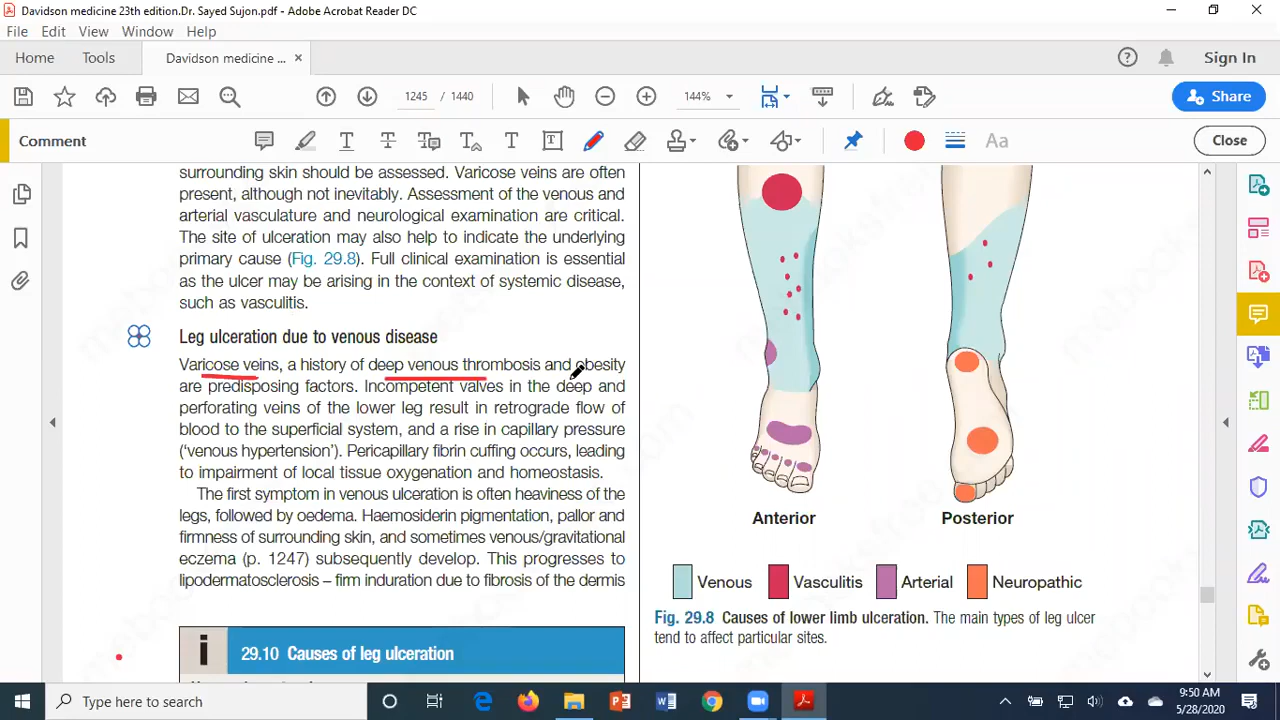 Davidson medicine 23th edition.Dr. Sayed Sujon.pdf - Adobe Acrobat Reader DC
File Edit View Window Help
Home Tools Davidson medicine ... × Sign In
1245 / 1440 144% Share
Comment Close
surrounding skin should be assessed. Varicose veins are often
present, although not inevitably. Assessment of the venous and
arterial vasculature and neurological examination are critical.
The site of ulceration may also help to indicate the underlying
primary cause (Fig. 29.8). Full clinical examination is essential
as the ulcer may be arising in the context of systemic disease,
such as vasculitis.
Leg ulceration due to venous disease
Varicose veins, a history of deep venous thrombosis and obesity
are predisposing factors. Incompetent valves in the deep and
perforating veins of the lower leg result in retrograde flow of
blood to the superficial system, and a rise in capillary pressure
(‘venous hypertension’). Pericapillary fibrin cuffing occurs, leading
to impairment of local tissue oxygenation and homeostasis.
The first symptom in venous ulceration is often heaviness of the
legs, followed by oedema. Haemosiderin pigmentation, pallor and
firmness of surrounding skin, and sometimes venous/gravitational
eczema (p. 1247) subsequently develop. This progresses to
lipodermatosclerosis – firm induration due to fibrosis of the dermis
i 29.10 Causes of leg ulceration
Anterior Posterior
Venous Vasculitis Arterial Neuropathic
Fig. 29.8 Causes of lower limb ulceration. The main types of leg ulcer
tend to affect particular sites.
Type here to search
9:50 AM
5/28/2020